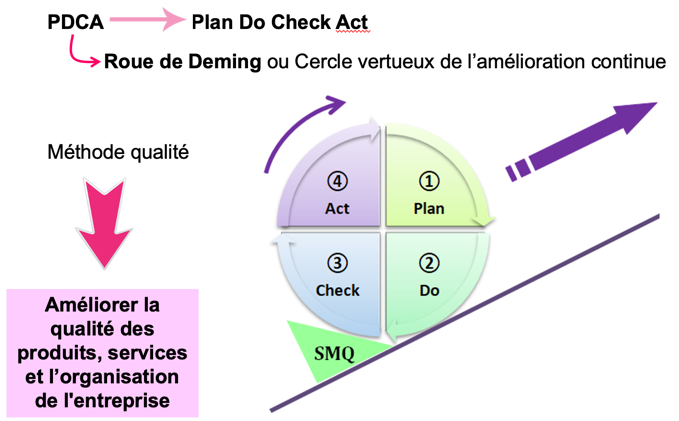 PDCA Plan Do Check Act
Roue de Deming ou Cercle vertueux de l'amélioration continue
Méthode qualité
④
Act
①
Plan
③
Check
②
Do
SMQ
Améliorer la
qualité des
produits, services
et l'organisation
de l'entreprise